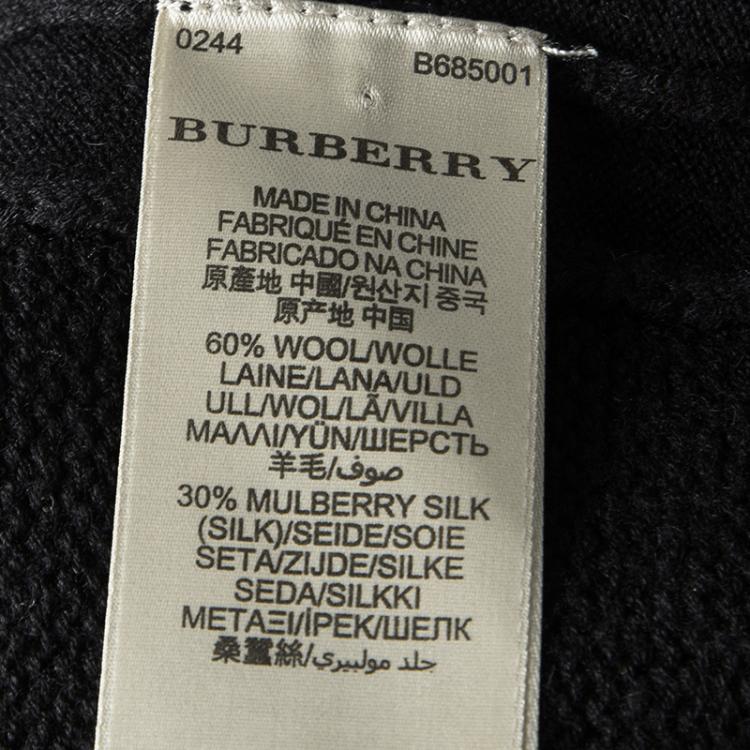 0244
B685001
BURBERRY
MADE IN CHINA
FABRIQUÉ EN CHINE
FABRICADO NA CHINA
原產地 中國/원산지 중국
原产地 中国
60% WOOL/WOLLE
LAINE/LANA/ULD
ULL/WOL/LÃ/VILLA
ΜΑΛΛΙ/YÜN/ШЕРСТЬ
羊毛/صوف
30% MULBERRY SILK
(SILK)/SEIDE/SOIE
SETA/ZIJDE/SILKE
SEDA/SILKKI
ΜΕΤΑΞΙ/İPEK/ШЕЛК
桑蠶絲/جلد مولبيري